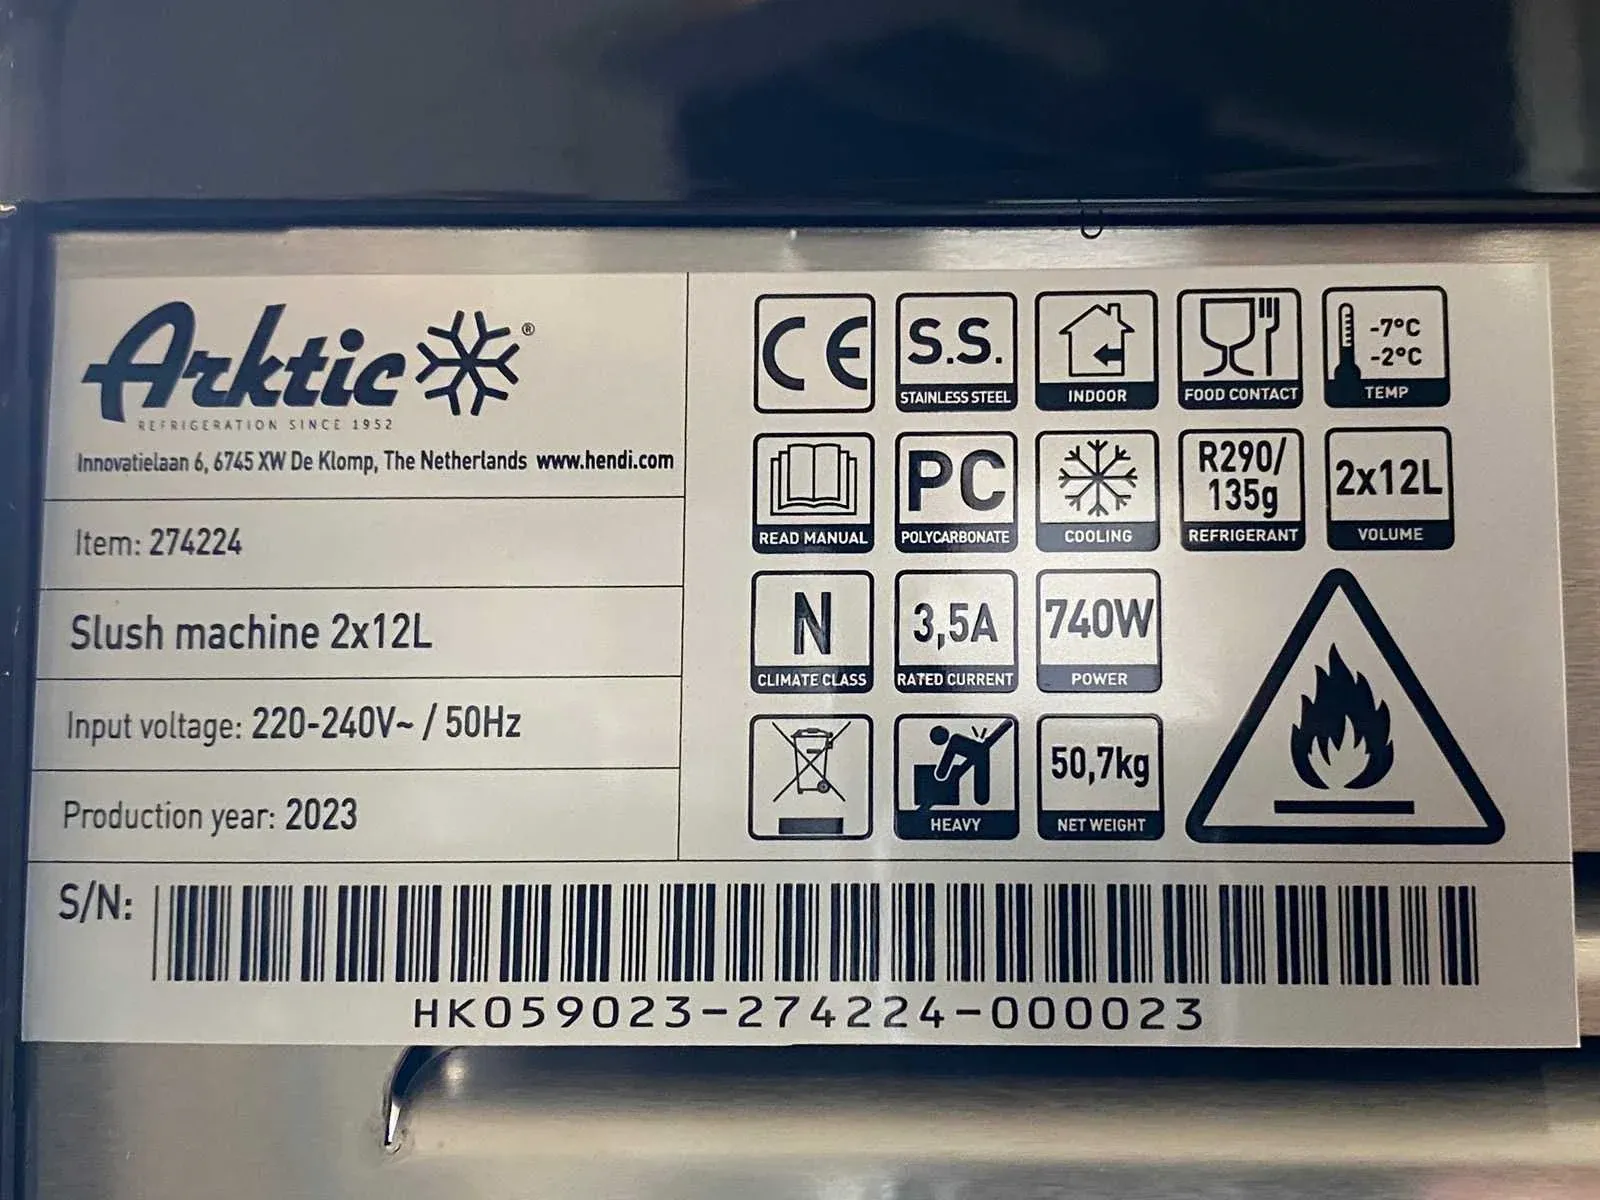 Arktic ®
REFRIGERATION SINCE 1952
Innovatielaan 6, 6745 XW De Klomp, The Netherlands www.hendi.com
Item: 274224
Slush machine 2x12L
Input voltage: 220-240V~ / 50Hz
Production year: 2023
CE
S.S.
STAINLESS STEEL
INDOOR
FOOD CONTACT
-7°C
-2°C
TEMP
READ MANUAL
PC
POLYCARBONATE
COOLING
R290/
135g
REFRIGERANT
2x12L
VOLUME
N
CLIMATE CLASS
3,5A
RATED CURRENT
740W
POWER
HEAVY
50,7kg
NET WEIGHT
S/N:
HK059023-274224-000023